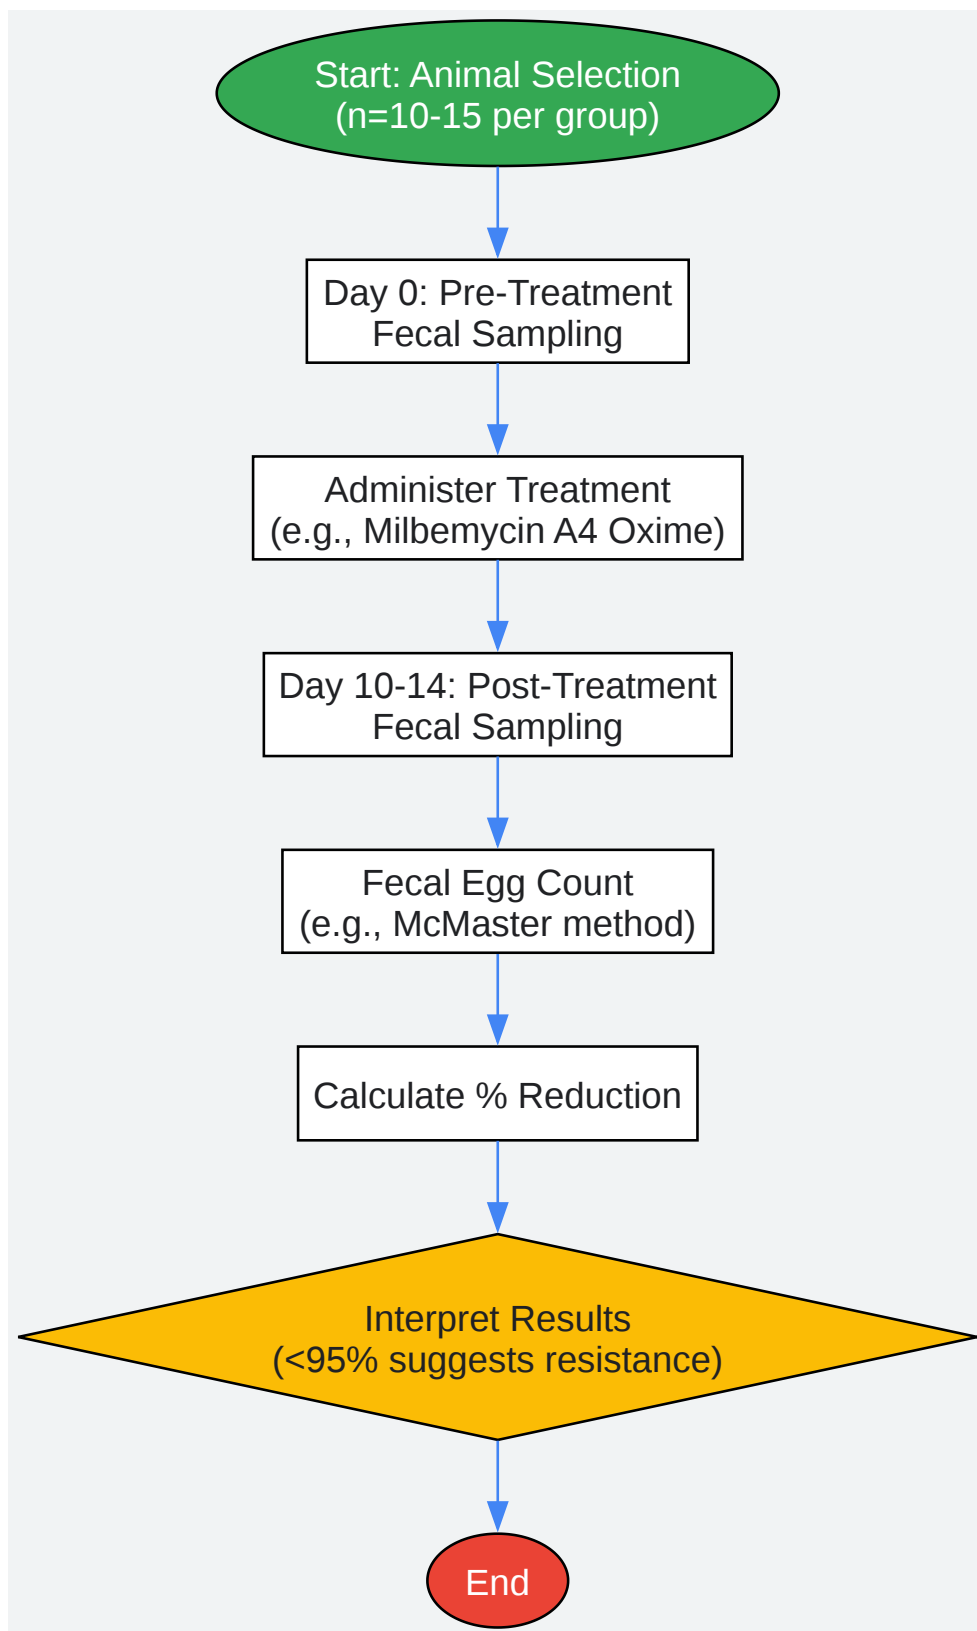 Start: Animal Selection
(n=10-15 per group)
Day 0: Pre-Treatment
Fecal Sampling
Administer Treatment
(e.g., Milbemycin A4 Oxime)
Day 10-14: Post-Treatment
Fecal Sampling
Fecal Egg Count
(e.g., McMaster method)
Calculate % Reduction
Interpret Results
(<95% suggests resistance)
End